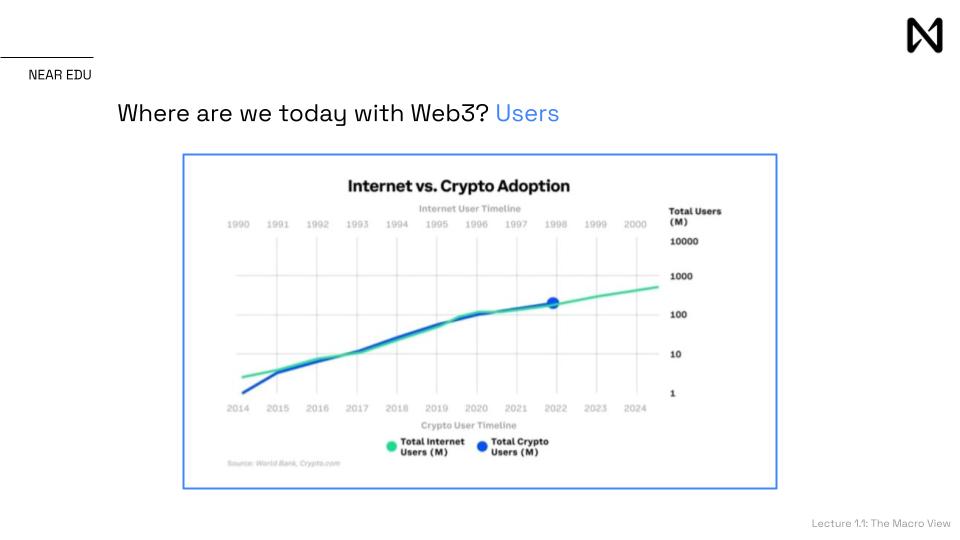 NEAR EDU
Where are we today with Web3? Users
Internet vs. Crypto Adoption
Internet User Timeline
1990 1991 1992 1993 1994 1995 1996 1997 1998 1999 2000
Total Users
(M)
10000
1000
100
10
1
2014 2015 2016 2017 2018 2019 2020 2021 2022 2023 2024
Crypto User Timeline
Total Internet
Users (M)
Total Crypto
Users (M)
Source: World Bank, Crypto.com
Lecture 1.1: The Macro View